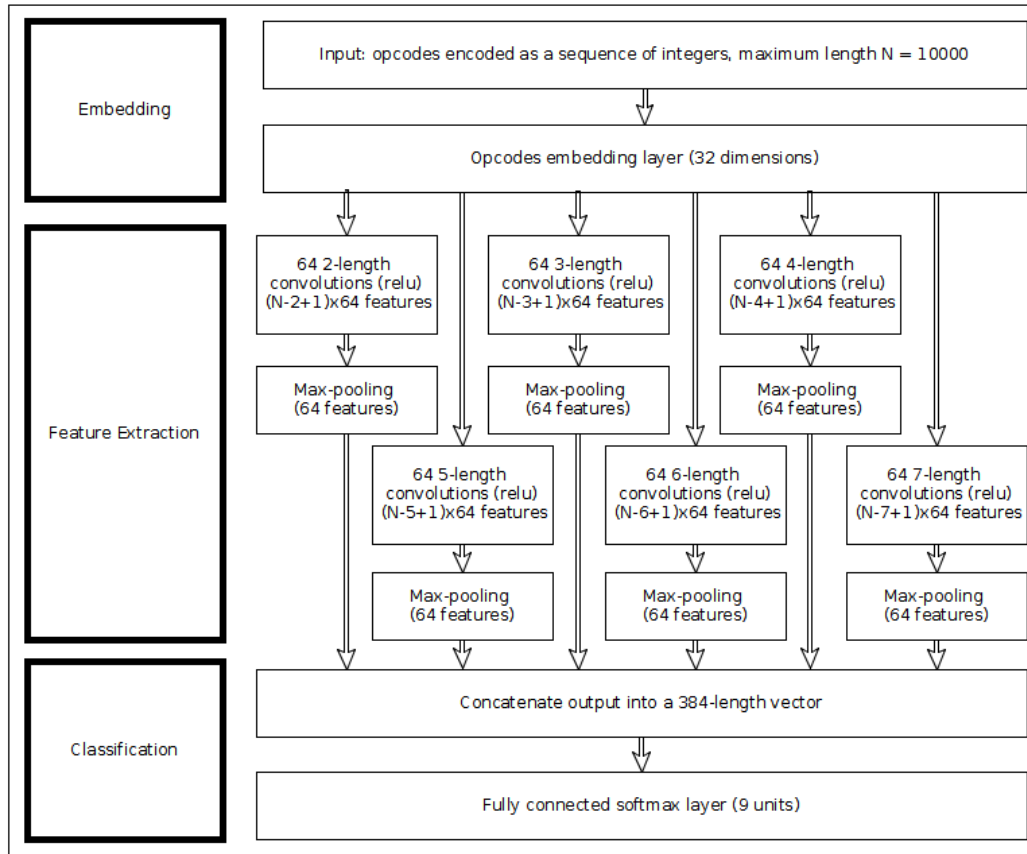 Embedding
Input: opcodes encoded as a sequence of integers, maximum length N = 10000
Opcodes embedding layer (32 dimensions)
Feature Extraction
64 2-length
convolutions (relu)
(N-2+1)x64 features
Max-pooling
(64 features)
64 3-length
convolutions (relu)
(N-3+1)x64 features
Max-pooling
(64 features)
64 4-length
convolutions (relu)
(N-4+1)x64 features
Max-pooling
(64 features)
64 5-length
convolutions (relu)
(N-5+1)x64 features
Max-pooling
(64 features)
64 6-length
convolutions (relu)
(N-6+1)x64 features
Max-pooling
(64 features)
64 7-length
convolutions (relu)
(N-7+1)x64 features
Max-pooling
(64 features)
Classification
Concatenate output into a 384-length vector
Fully connected softmax layer (9 units)